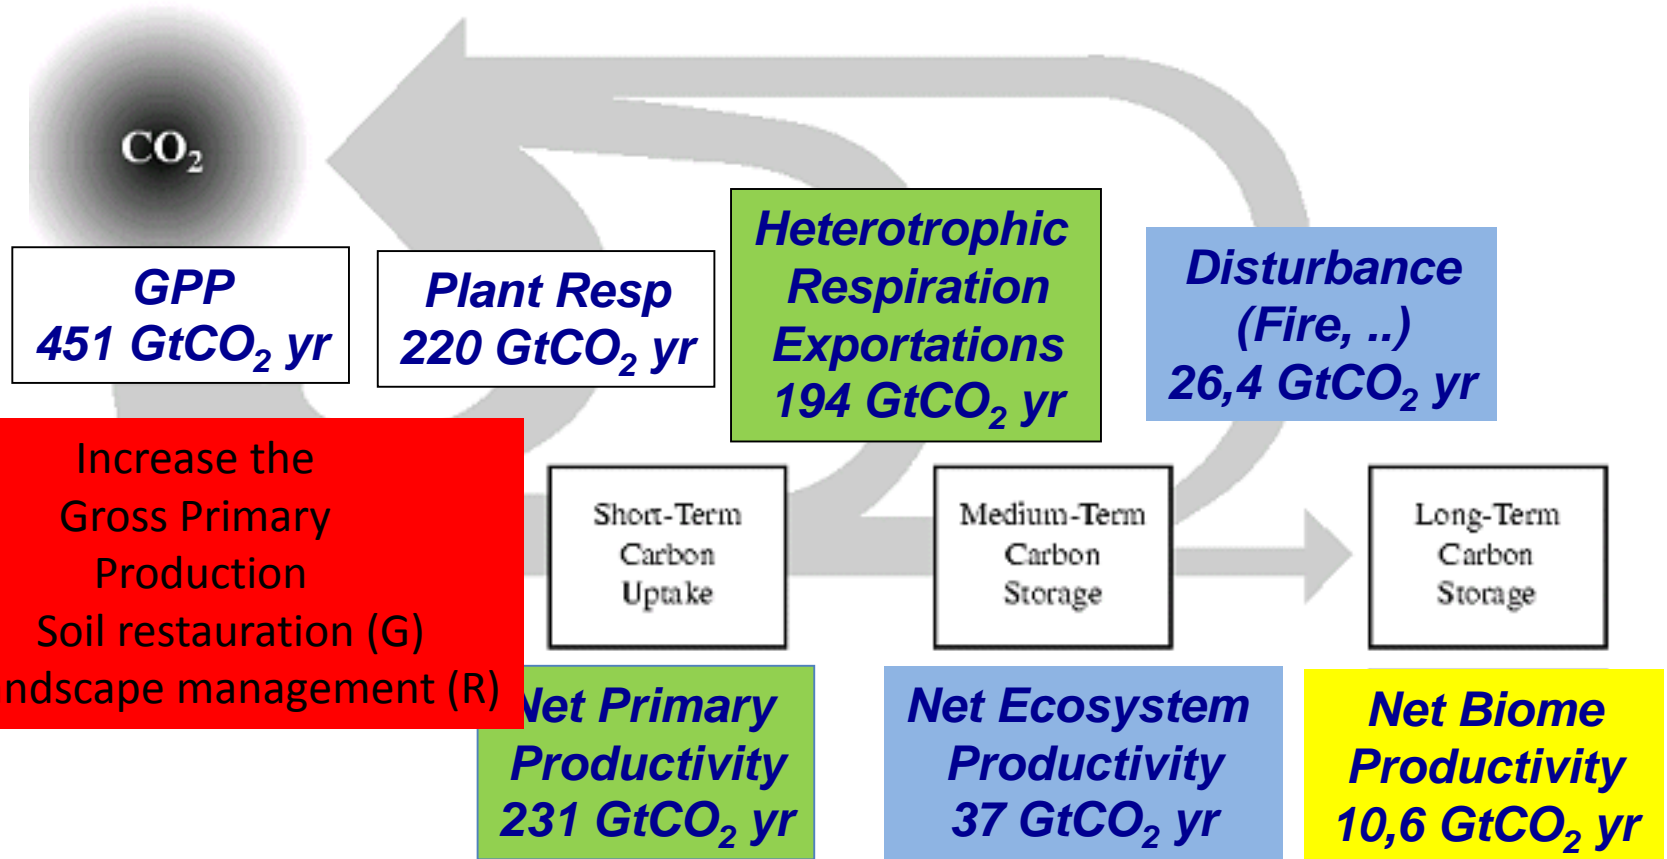 CO₂
GPP
451 GtCO₂ yr
Plant Resp
220 GtCO₂ yr
Heterotrophic
Respiration
Exportations
194 GtCO₂ yr
Disturbance
(Fire, ..)
26,4 GtCO₂ yr
Increase the
Gross Primary
Production
Soil restauration (G)
ndscape management (R)
Short-Term
Carbon
Uptake
Medium-Term
Carbon
Storage
Long-Term
Carbon
Storage
Net Primary
Productivity
231 GtCO₂ yr
Net Ecosystem
Productivity
37 GtCO₂ yr
Net Biome
Productivity
10,6 GtCO₂ yr